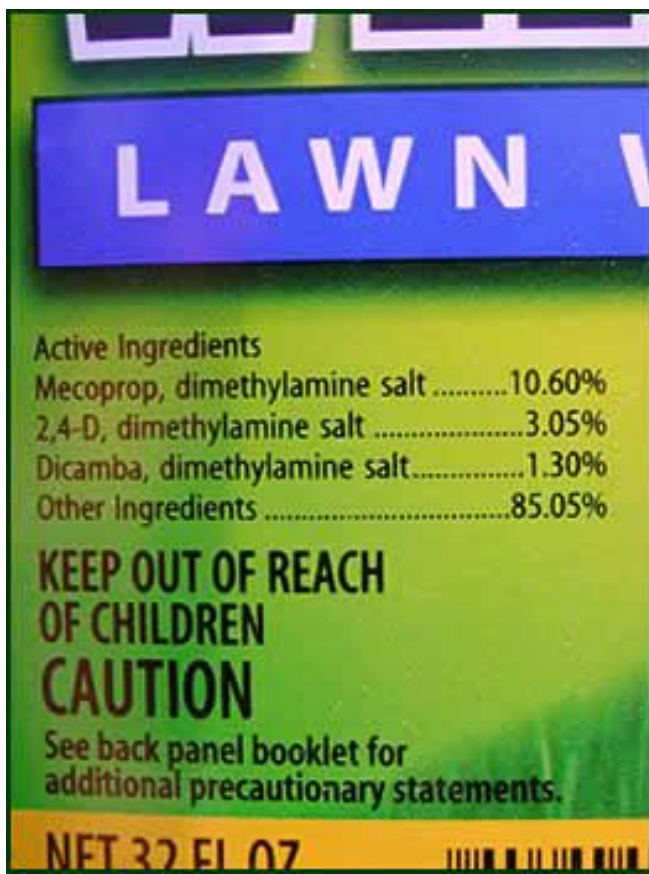 LAWN
Active Ingredients
Mecoprop, dimethylamine salt ..........10.60%
2,4-D, dimethylamine salt ....................3.05%
Dicamba, dimethylamine salt...............1.30%
Other Ingredients .................................85.05%
KEEP OUT OF REACH
OF CHILDREN
CAUTION
See back panel booklet for
additional precautionary statements.
NET 32 FL OZ